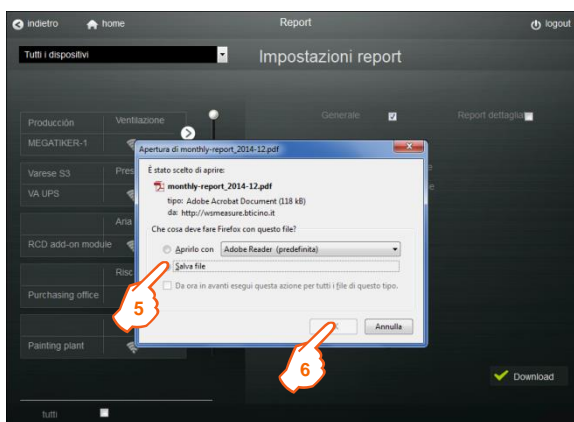 indietro home Report logout
Tutti i dispositivi
Impostazioni report
Generale Report dettaglia
Producción Ventilazione
MEGATIKER-1
Varese S3 Pres
VA UPS
Aria
RCD add-on module
Risc
Purchasing office
Painting plant
Apertura di monthly-report_2014-12.pdf
È stato scelto di aprire:
monthly-report_2014-12.pdf
tipo: Adobe Acrobat Document (118 kB)
da: http://wsmeasure.bticino.it
Che cosa deve fare Firefox con questo file?
Aprirlo con Adobe Reader (predefinita)
Salva file
Da ora in avanti esegui questa azione per tutti i file di questo tipo.
Annulla
5
6
Download
tutti